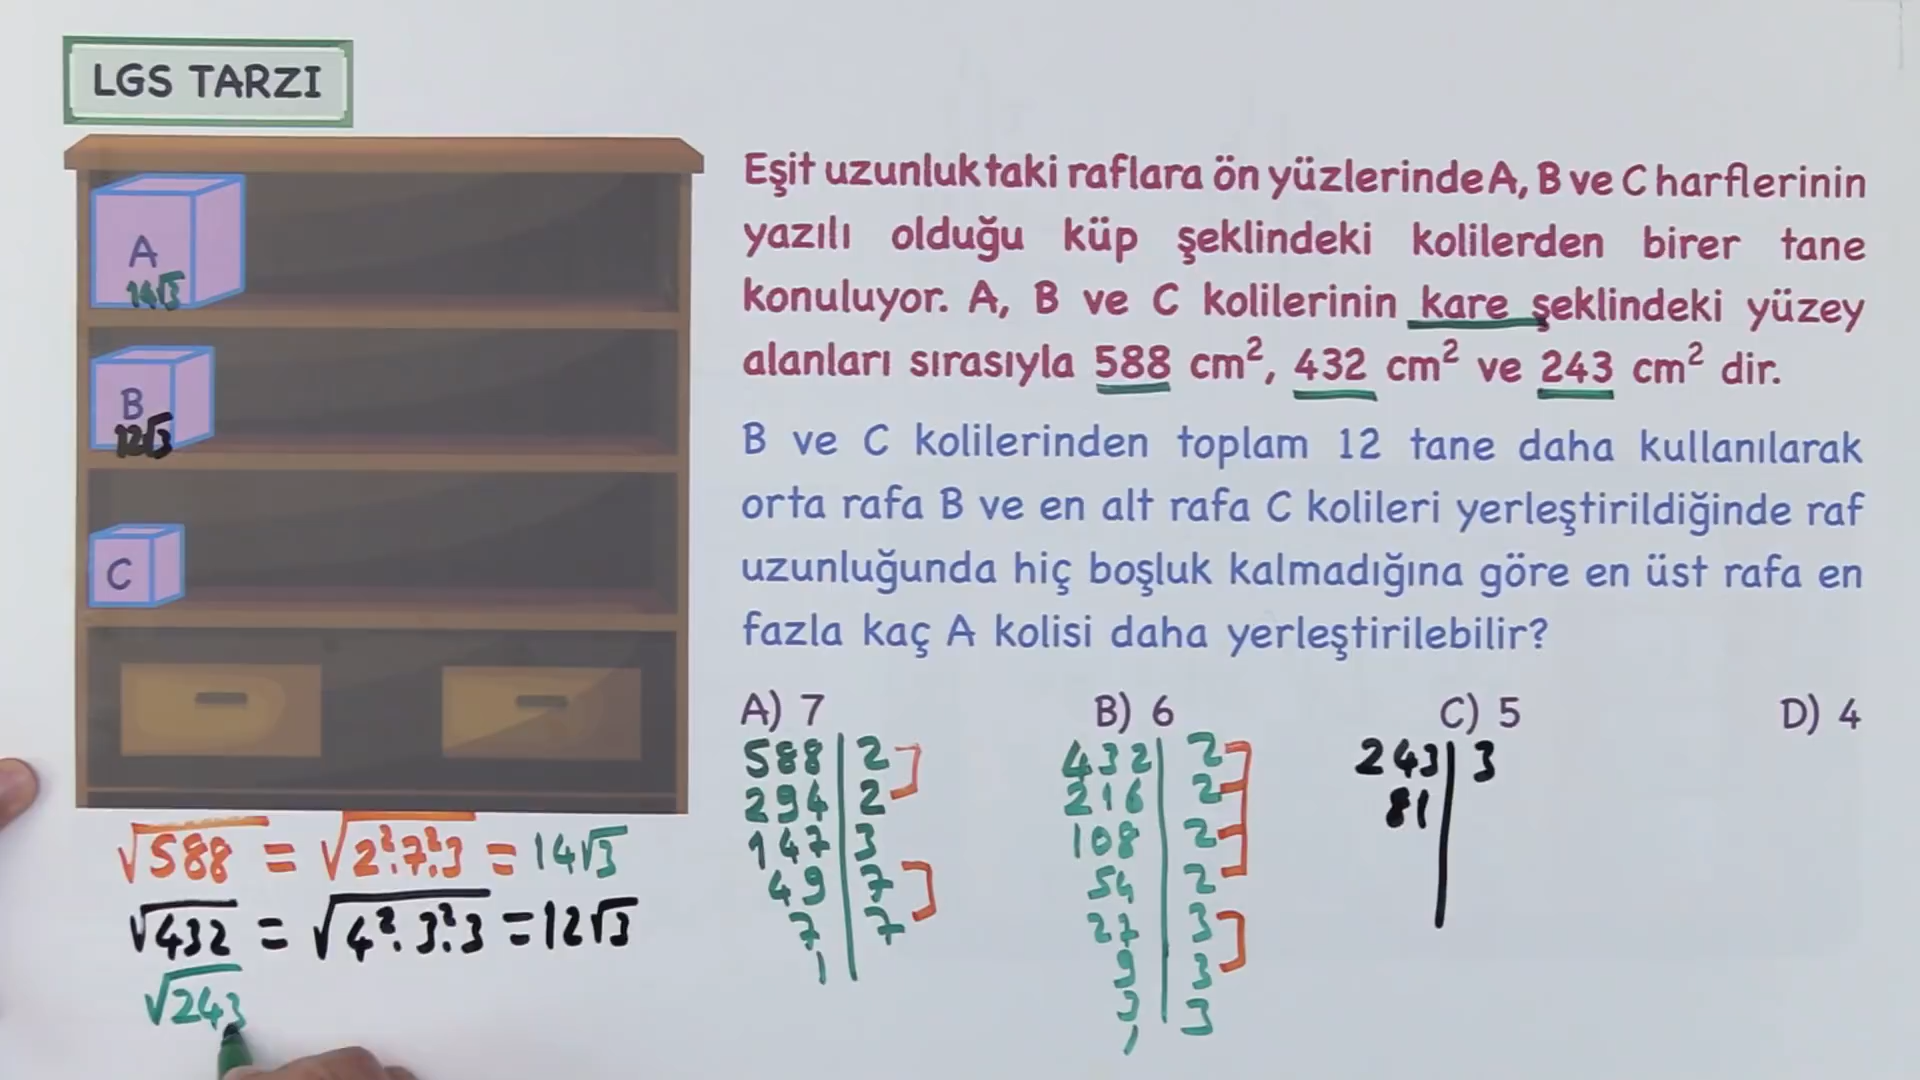 LGS TARZI
Eşit uzunluktaki raflara ön yüzlerinde A, B ve C harflerinin
yazılı olduğu küp şeklindeki kolilerden birer tane
konuluyor. A, B ve C kolilerinin kare şeklindeki yüzey
alanları sırasıyla 588 cm², 432 cm² ve 243 cm² dir.
B ve C kolilerinden toplam 12 tane daha kullanılarak
orta rafa B ve en alt rafa C kolileri yerleştirildiğinde raf
uzunluğunda hiç boşluk kalmadığına göre en üst rafa en
fazla kaç A kolisi daha yerleştirilebilir?
A) 7 B) 6 C) 5 D) 4
A
14√3
B
12√3
C
588 | 2
294 | 2
147 | 3
49 | 7
7 | 7
1
432 | 2
216 | 2
108 | 2
54 | 2
27 | 3
9 | 3
3 | 3
1
243 | 3
81
√588 = √2².7².3 = 14√3
√432 = √4².3².3 = 12√3
√243